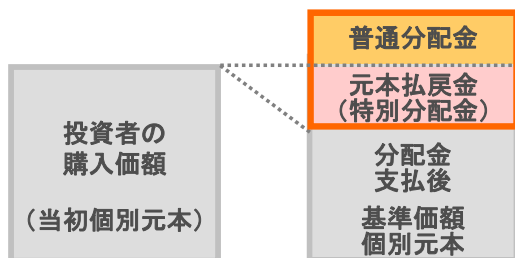 投資者の
購入価額
（当初個別元本）
普通分配金
元本払戻金
（特別分配金）
分配金
支払後
基準価額
個別元本